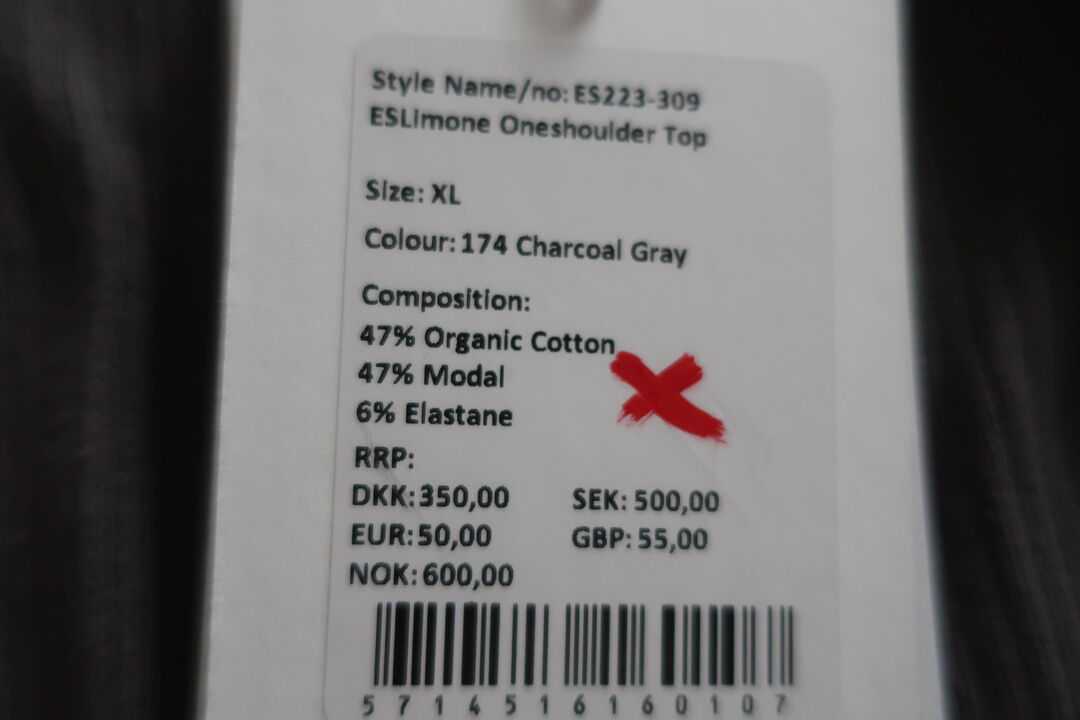 Style Name/no: ES223-309
ESLimone Oneshoulder Top
Size: XL
Colour: 174 Charcoal Gray
Composition:
47% Organic Cotton
47% Modal
6% Elastane
RRP:
DKK: 350,00 SEK: 500,00
EUR: 50,00 GBP: 55,00
NOK: 600,00
5714516160107